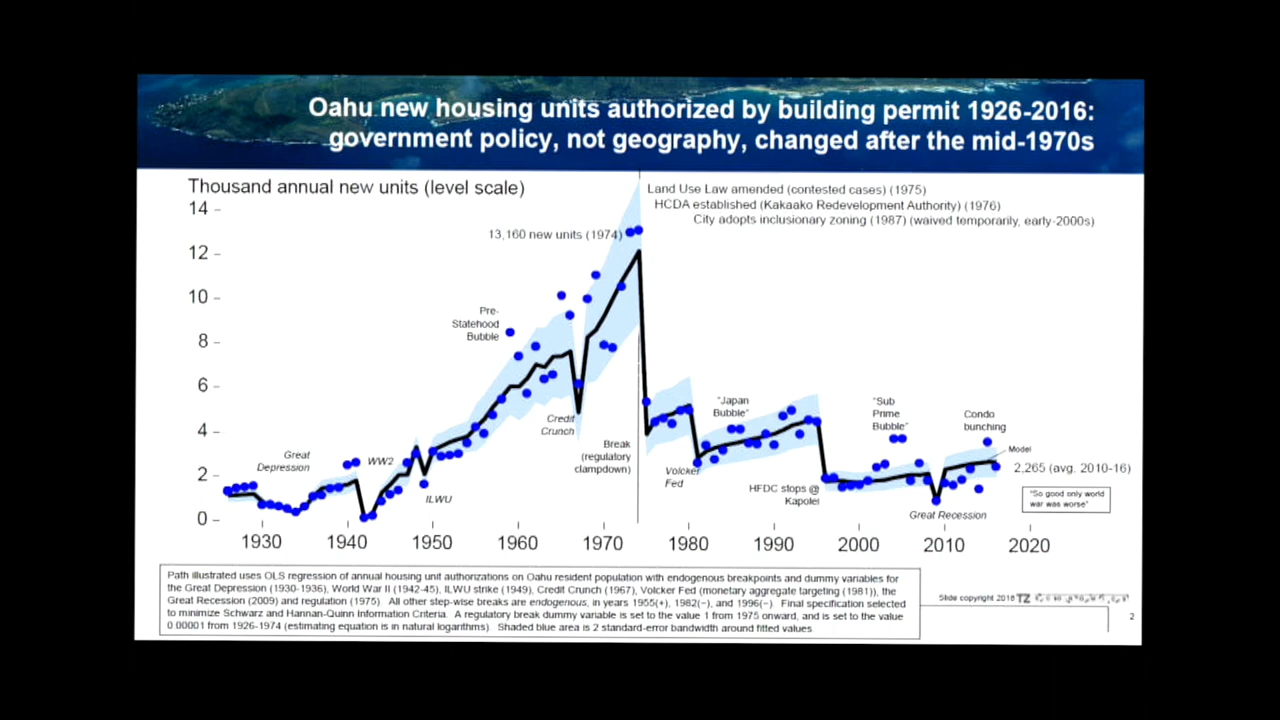 Oahu new housing units authorized by building permit 1926-2016:
government policy, not geography, changed after the mid-1970s
Thousand annual new units (level scale)
Land Use Law amended (contested cases) (1975)
HCDA established (Kakaako Redevelopment Authority) (1976)
City adopts inclusionary zoning (1987) (waived temporarily, early-2000s)
14
12
10
8
6
4
2
0
13,160 new units (1974)
Pre-
Statehood
Bubble
Credit
Crunch
Break
(regulatory
clampdown)
Great
Depression
WW2
ILWU
"Japan
Bubble"
Volcker
Fed
HFDC stops @
Kapolei
"Sub
Prime
Bubble"
Condo
bunching
Model
2,265 (avg. 2010-16)
"So good only world
war was worse"
Great Recession
1930 1940 1950 1960 1970 1980 1990 2000 2010 2020
Path illustrated uses OLS regression of annual housing unit authorizations on Oahu resident population with endogenous breakpoints and dummy variables for
the Great Depression (1930-1936), World War II (1942-45), ILWU strike (1949), Credit Crunch (1967), Volcker Fed (monetary aggregate targeting (1981)), the
Great Recession (2009) and regulation (1975) All other step-wise breaks are endogenous, in years 1955(+), 1982(−), and 1996(−) Final specification selected
to minimize Schwarz and Hannan-Quinn Information Criteria. A regulatory break dummy variable is set to the value 1 from 1975 onward, and is set to the value
0.00001 from 1926-1974 (estimating equation is in natural logarithms) Shaded blue area is 2 standard-error bandwidth around fitted values
Slide copyright 2018 TZ
2